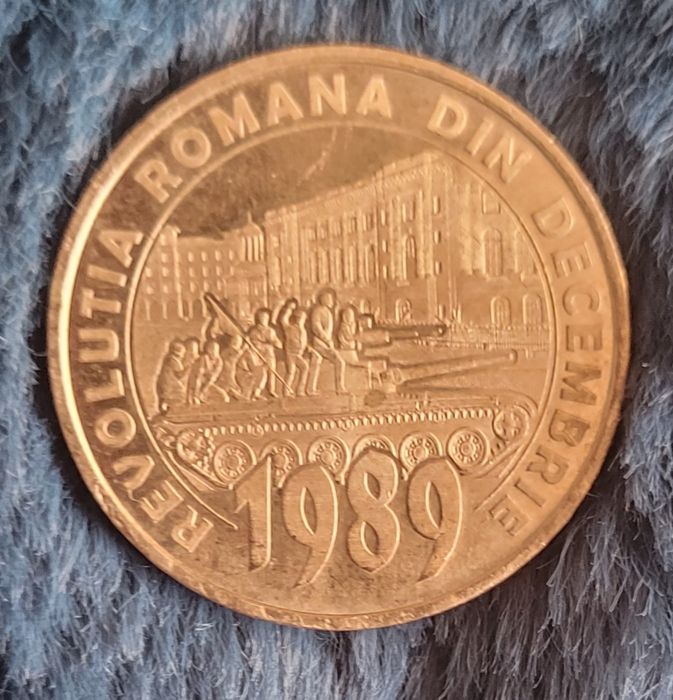 REVOLUTIA ROMANA DIN DECEMBRIE
1989